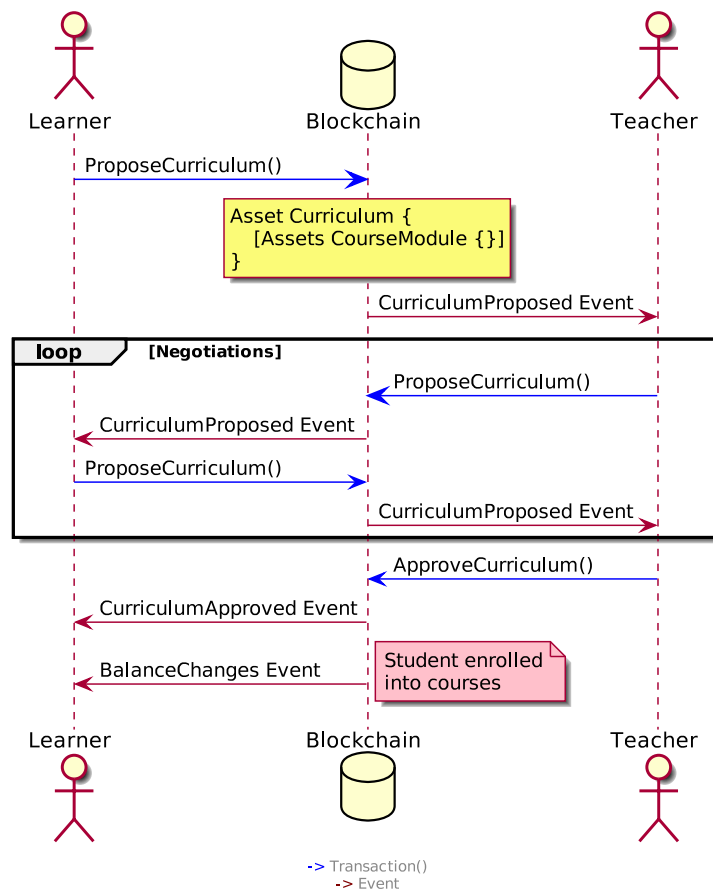 Learner
Blockchain
Teacher
ProposeCurriculum()
Asset Curriculum {
    [Assets CourseModule {}]
}
CurriculumProposed Event
loop [Negotiations]
ProposeCurriculum()
CurriculumProposed Event
ProposeCurriculum()
CurriculumProposed Event
ApproveCurriculum()
CurriculumApproved Event
BalanceChanges Event
Student enrolled
into courses
Learner
Blockchain
Teacher
-> Transaction()
-> Event